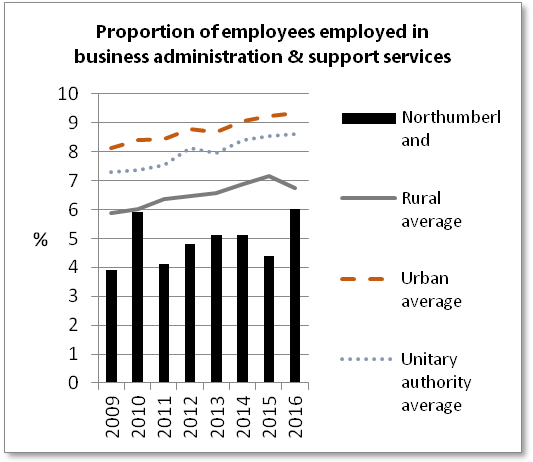 Proportion of employees employed in
business administration & support services
10
9
8
7
6
5
4
3
2
1
0
%
2009
2010
2011
2012
2013
2014
2015
2016
Northumberl
and
Rural
average
Urban
average
Unitary
authority
average